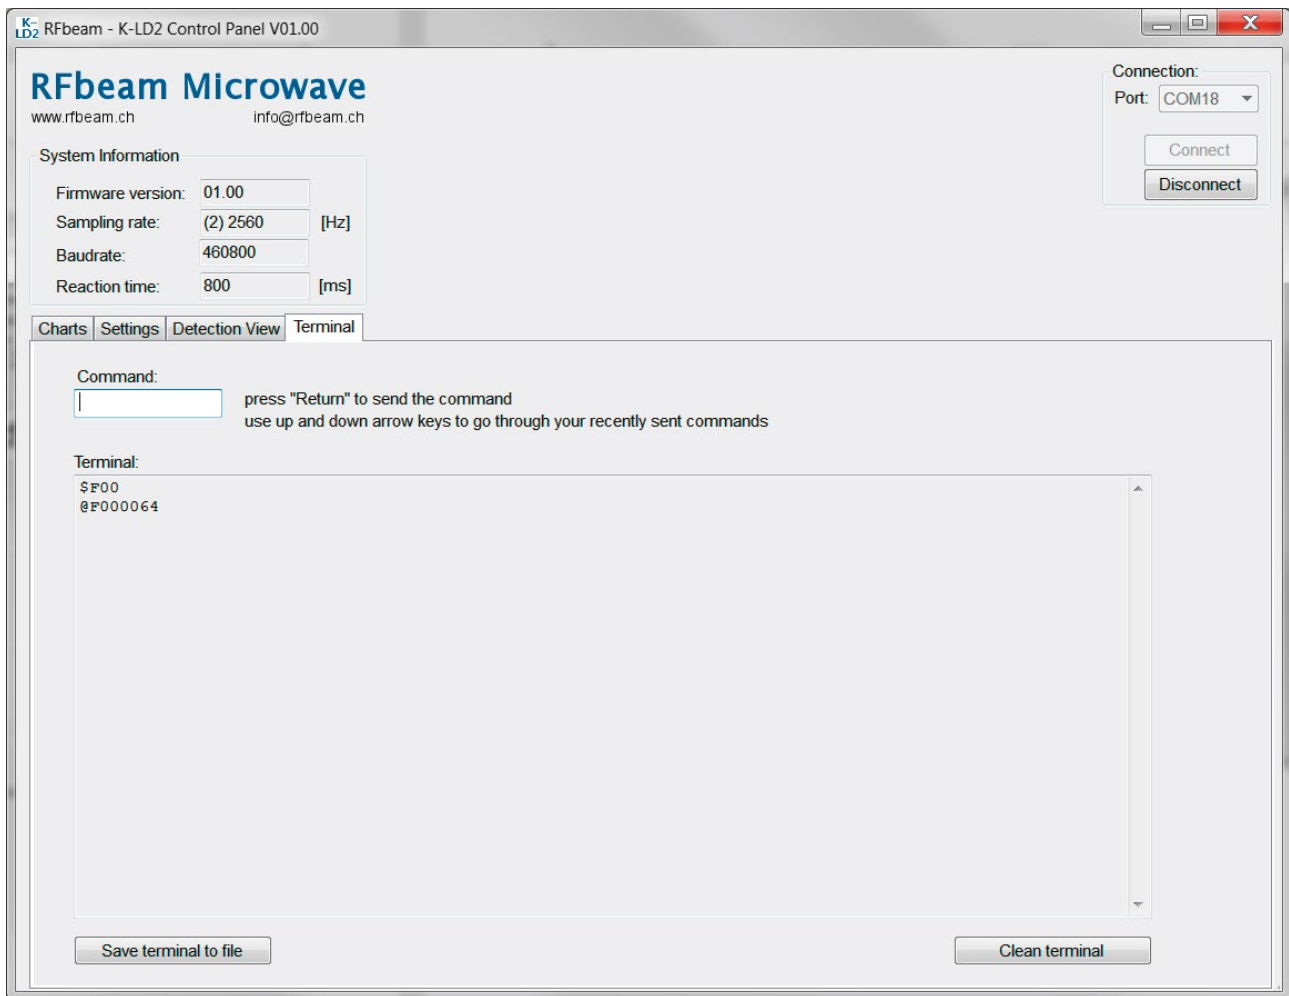 K-LD2 RFbeam - K-LD2 Control Panel V01.00
RFbeam Microwave
www.rfbeam.ch info@rfbeam.ch
Connection:
Port: COM18
Connect
Disconnect
System Information
Firmware version: 01.00
Sampling rate: (2) 2560 [Hz]
Baudrate: 460800
Reaction time: 800 [ms]
Charts Settings Detection View Terminal
Command:
press "Return" to send the command
use up and down arrow keys to go through your recently sent commands
Terminal:
$F00
@F000064
Save terminal to file Clean terminal